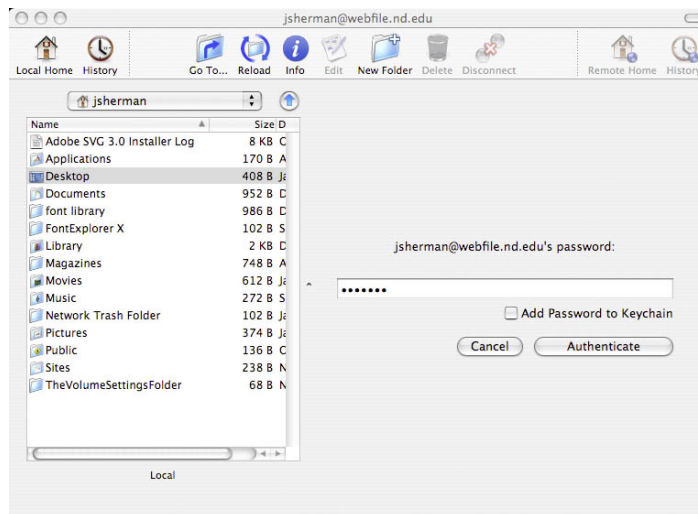 jsherman@webfile.nd.edu
Local Home History Go To... Reload Info Edit New Folder Delete Disconnect Remote Home History
jsherman
Name Size D
Adobe SVG 3.0 Installer Log 8 KB
Applications 170 B A
Desktop 408 B Ja
Documents 952 B D
font library 986 B D
FontExplorer X 102 B S
Library 2 KB D
Magazines 748 B A
Movies 612 B Ja
Music 272 B S
Network Trash Folder 102 B Ja
Pictures 374 B Ja
Public 136 B
Sites 238 B N
TheVolumeSettingsFolder 68 B N
Local
jsherman@webfile.nd.edu's password:
•••••••
Add Password to Keychain
Cancel Authenticate